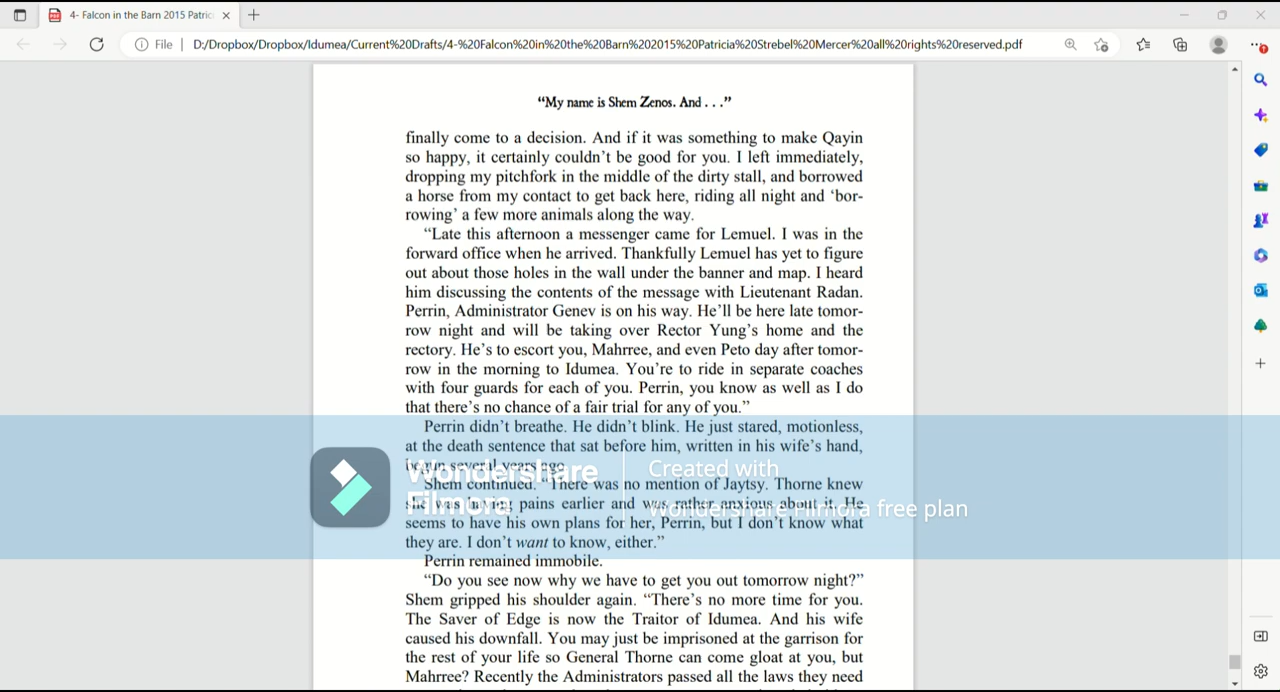 4- Falcon in the Barn 2015 Patric
File | D:/Dropbox/Dropbox/Idumea/Current%20Drafts/4-%20Falcon%20in%20the%20Barn%202015%20Patricia%20Strebel%20Mercer%20all%20rights%20reserved.pdf
“My name is Shem Zenos. And . . .”
finally come to a decision. And if it was something to make Qayin
so happy, it certainly couldn’t be good for you. I left immediately,
dropping my pitchfork in the middle of the dirty stall, and borrowed
a horse from my contact to get back here, riding all night and ‘bor-
rowing’ a few more animals along the way.
“Late this afternoon a messenger came for Lemuel. I was in the
forward office when he arrived. Thankfully Lemuel has yet to figure
out about those holes in the wall under the banner and map. I heard
him discussing the contents of the message with Lieutenant Radan.
Perrin, Administrator Genev is on his way. He’ll be here late tomor-
row night and will be taking over Rector Yung’s home and the
rectory. He’s to escort you, Mahrree, and even Peto day after tomor-
row in the morning to Idumea. You’re to ride in separate coaches
with four guards for each of you. Perrin, you know as well as I do
that there’s no chance of a fair trial for any of you.”
Perrin didn’t breathe. He didn’t blink. He just stared, motionless,
at the death sentence that sat before him, written in his wife’s hand,
begun several years ago.
Shem continued. “There was no mention of Jaytsy. Thorne knew
she was having pains earlier and was rather anxious about it. He
seems to have his own plans for her, Perrin, but I don’t know what
they are. I don’t want to know, either.”
Wondershare
Filmora
Created with
Wondershare Filmora free plan
Perrin remained immobile.
“Do you see now why we have to get you out tomorrow night?”
Shem gripped his shoulder again. “There’s no more time for you.
The Saver of Edge is now the Traitor of Idumea. And his wife
caused his downfall. You may just be imprisoned at the garrison for
the rest of your life so General Thorne can come gloat at you, but
Mahrree? Recently the Administrators passed all the laws they need